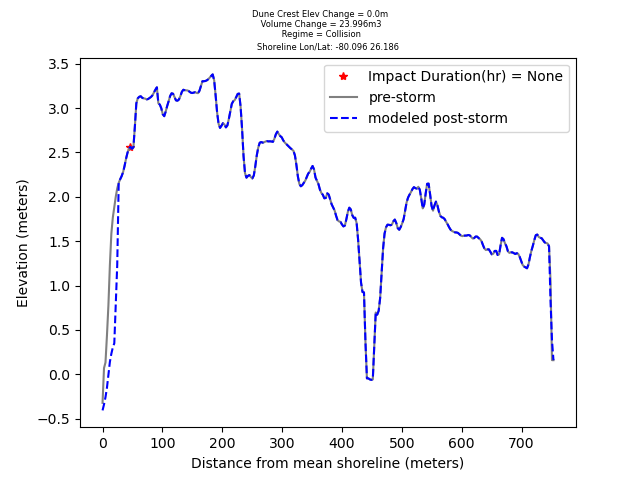 Dune Crest Elev Change = 0.0m
Volume Change = 23.996m3
Regime = Collision
Shoreline Lon/Lat: -80.096 26.186
Impact Duration(hr) = None
pre-storm
modeled post-storm
Elevation (meters)
3.5
3.0
2.5
2.0
1.5
1.0
0.5
0.0
−0.5
0 100 200 300 400 500 600 700
Distance from mean shoreline (meters)